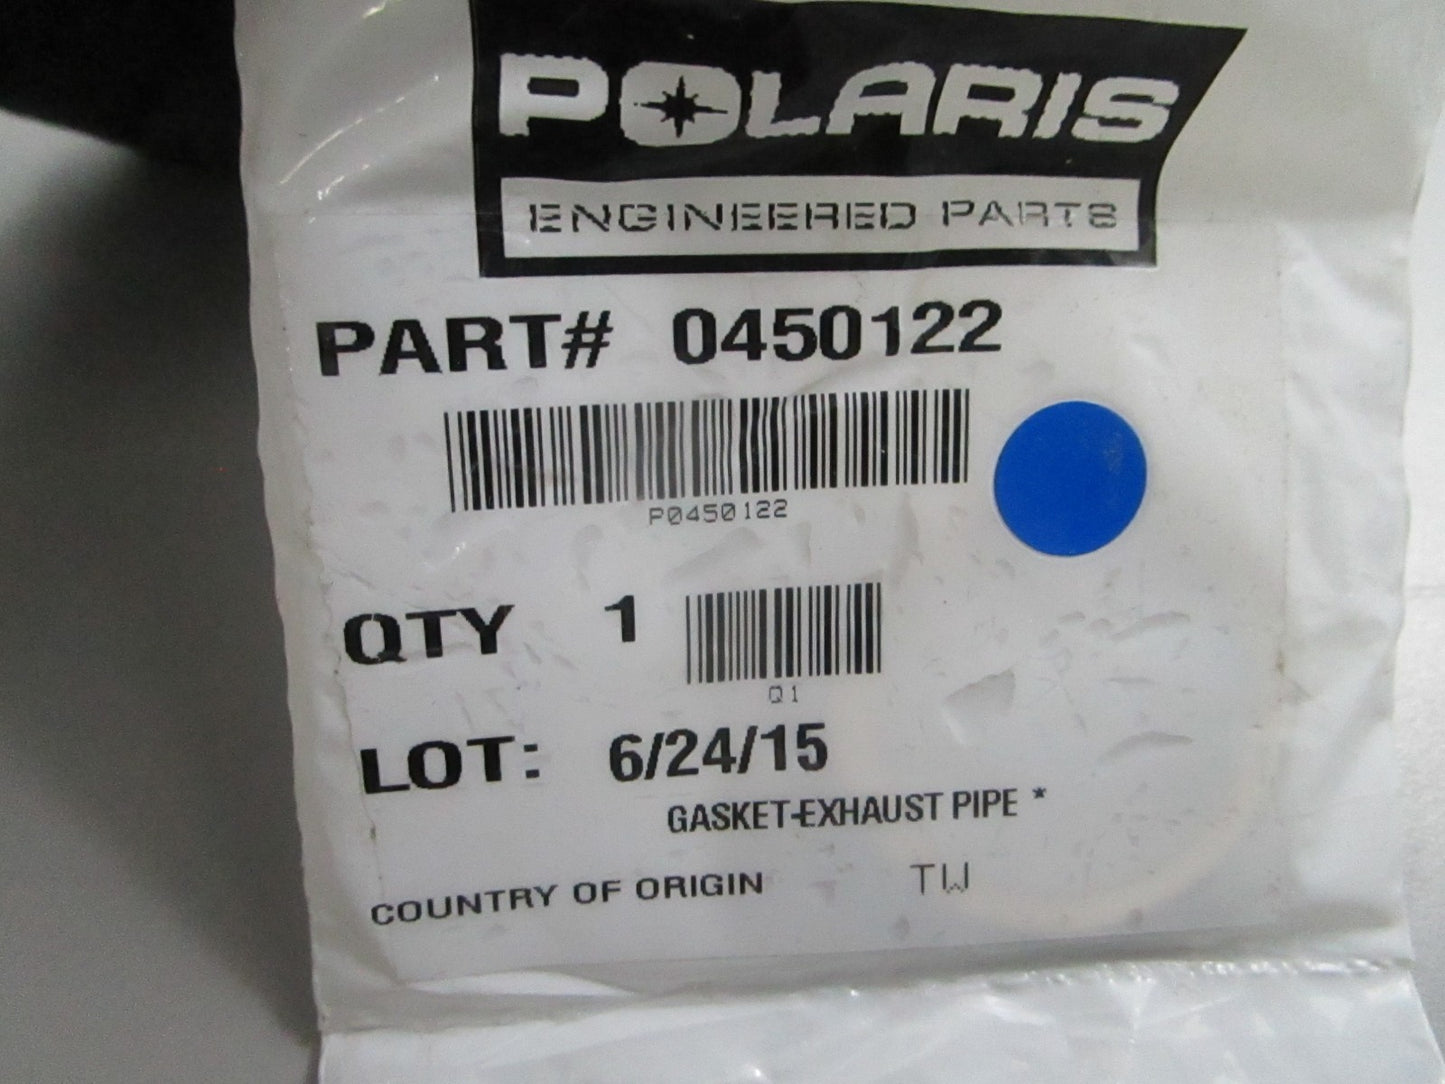 POLARIS
ENGINEERED PARTS
PART# 0450122
P0450122
QTY 1
Q1
LOT: 6/24/15
GASKET-EXHAUST PIPE *
COUNTRY OF ORIGIN TW